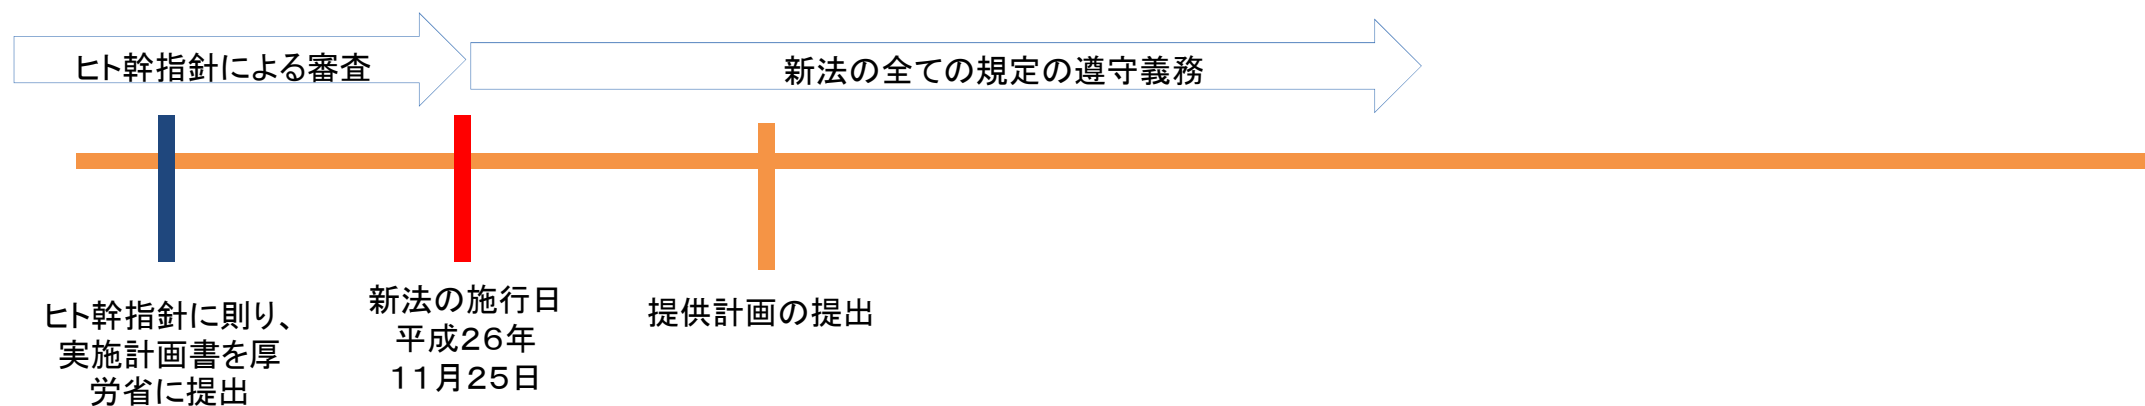 ヒト幹指針による審査
新法の全ての規定の遵守義務
ヒト幹指針に則り、
実施計画書を厚
労省に提出
新法の施行日
平成２６年
１１月２５日
提供計画の提出